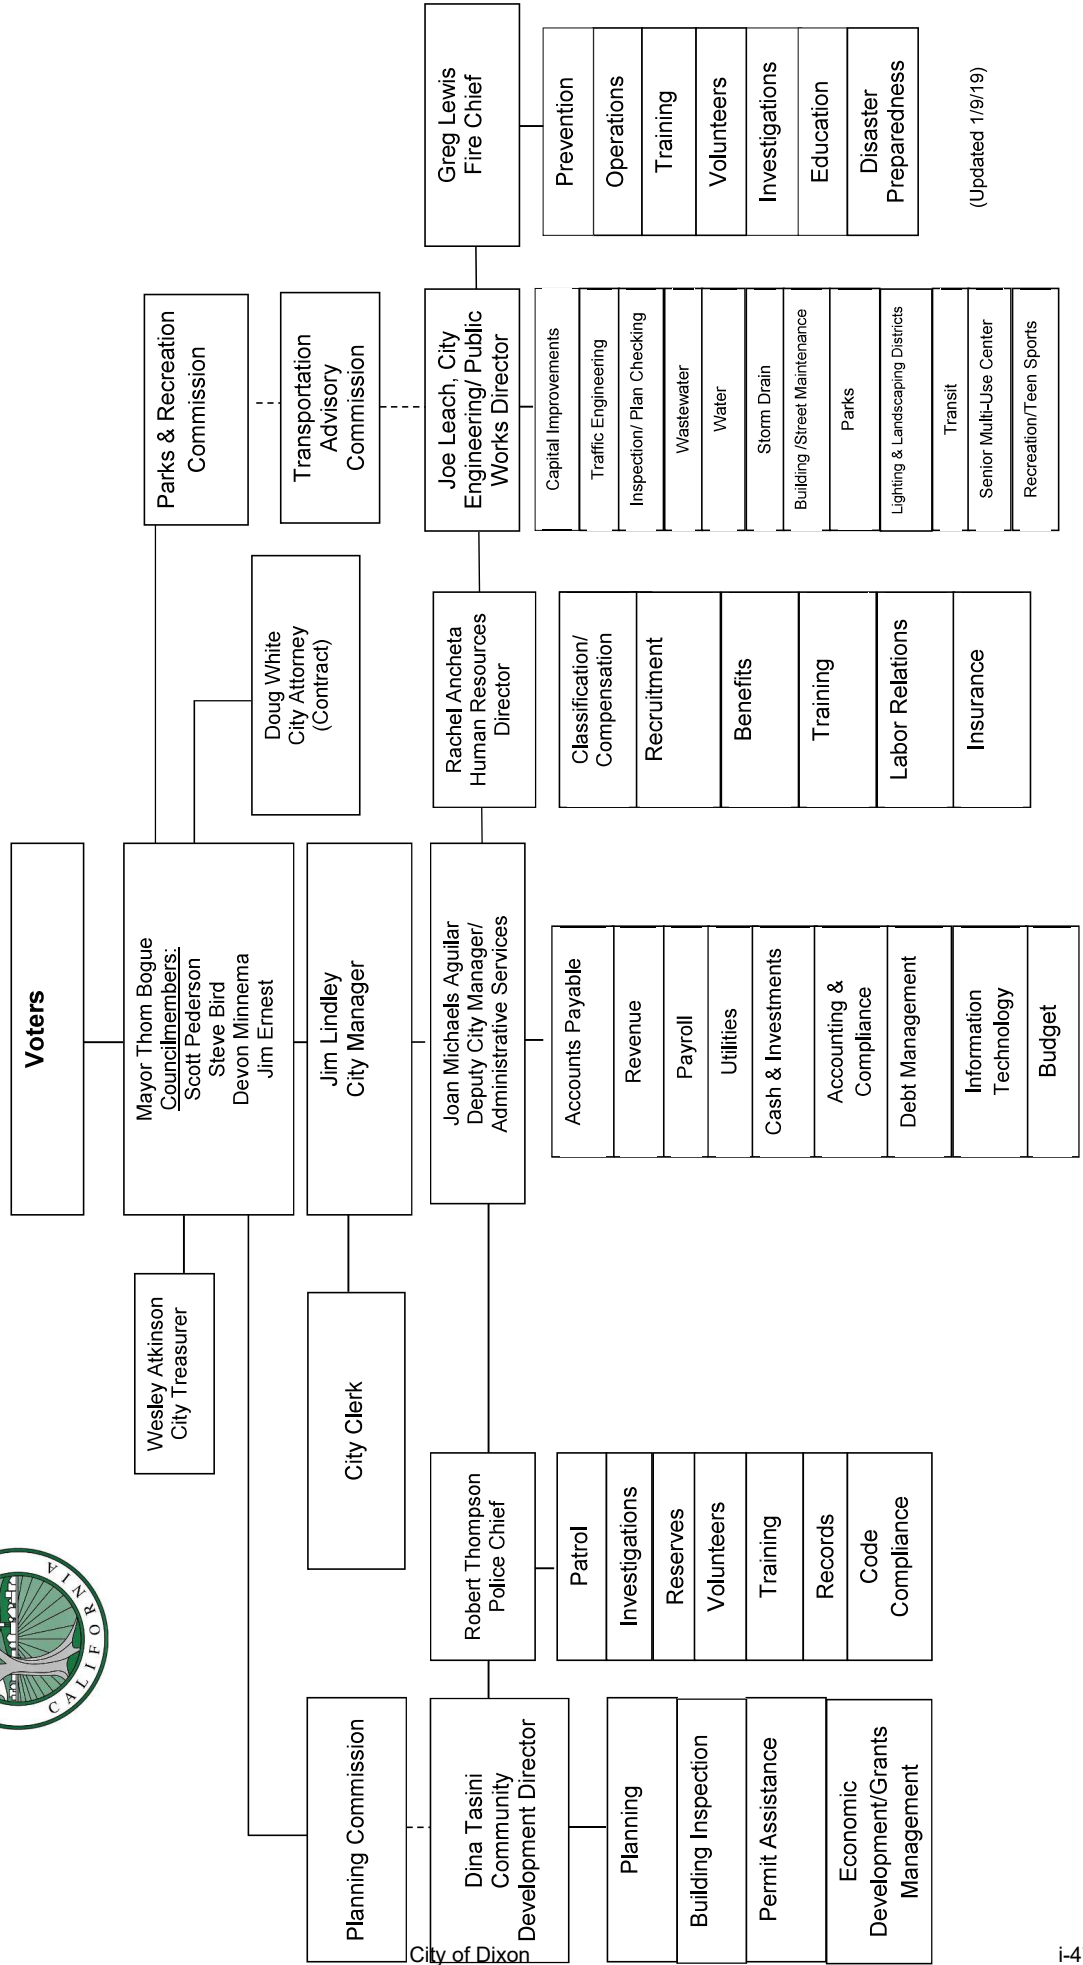 CALIFORNIA
Voters
Mayor Thom Bogue
Councilmembers:
Scott Pederson
Steve Bird
Devon Minnema
Jim Ernest
Wesley Atkinson
City Treasurer
Doug White
City Attorney
(Contract)
Parks & Recreation
Commission
Jim Lindley
City Manager
City Clerk
Planning Commission
Transportation
Advisory
Commission
Dina Tasini
Community
Development Director
Planning
Building Inspection
Permit Assistance
Economic
Development/Grants
Management
Robert Thompson
Police Chief
Patrol
Investigations
Reserves
Volunteers
Training
Records
Code
Compliance
Joan Michaels Aguilar
Deputy City Manager/
Administrative Services
Accounts Payable
Revenue
Payroll
Utilities
Cash & Investments
Accounting &
Compliance
Debt Management
Information
Technology
Budget
Rachel Ancheta
Human Resources
Director
Classification/
Compensation
Recruitment
Benefits
Training
Labor Relations
Insurance
Joe Leach, City
Engineering/ Public
Works Director
Capital Improvements
Traffic Engineering
Inspection/ Plan Checking
Wastewater
Water
Storm Drain
Building /Street Maintenance
Parks
Lighting & Landscaping Districts
Transit
Senior Multi-Use Center
Recreation/Teen Sports
Greg Lewis
Fire Chief
Prevention
Operations
Training
Volunteers
Investigations
Education
Disaster
Preparedness
(Updated 1/9/19)
City of Dixon
i-4